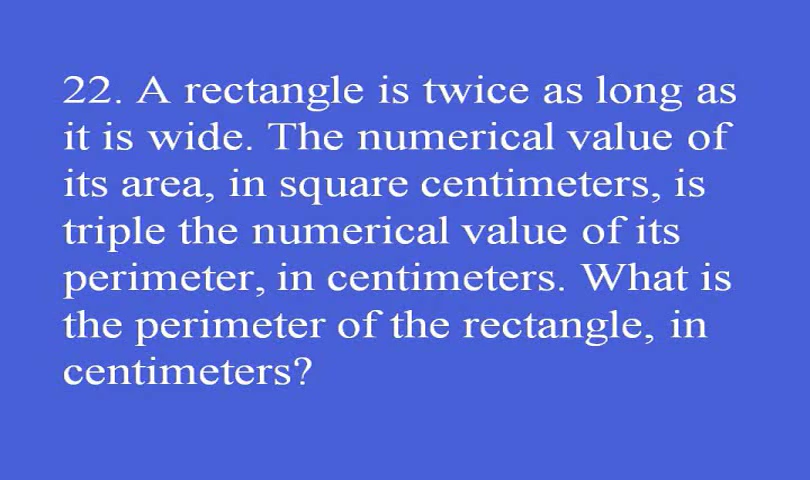 22. A rectangle is twice as long as
it is wide. The numerical value of
its area, in square centimeters, is
triple the numerical value of its
perimeter, in centimeters. What is
the perimeter of the rectangle, in
centimeters?